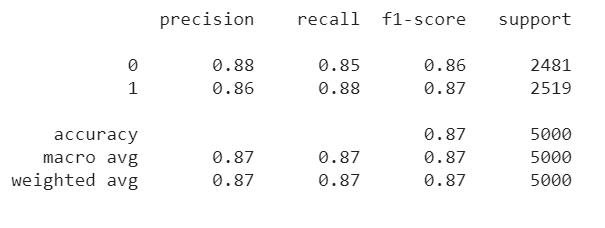 precision recall f1-score support
0 0.88 0.85 0.86 2481
1 0.86 0.88 0.87 2519
accuracy 0.87 5000
macro avg 0.87 0.87 0.87 5000
weighted avg 0.87 0.87 0.87 5000